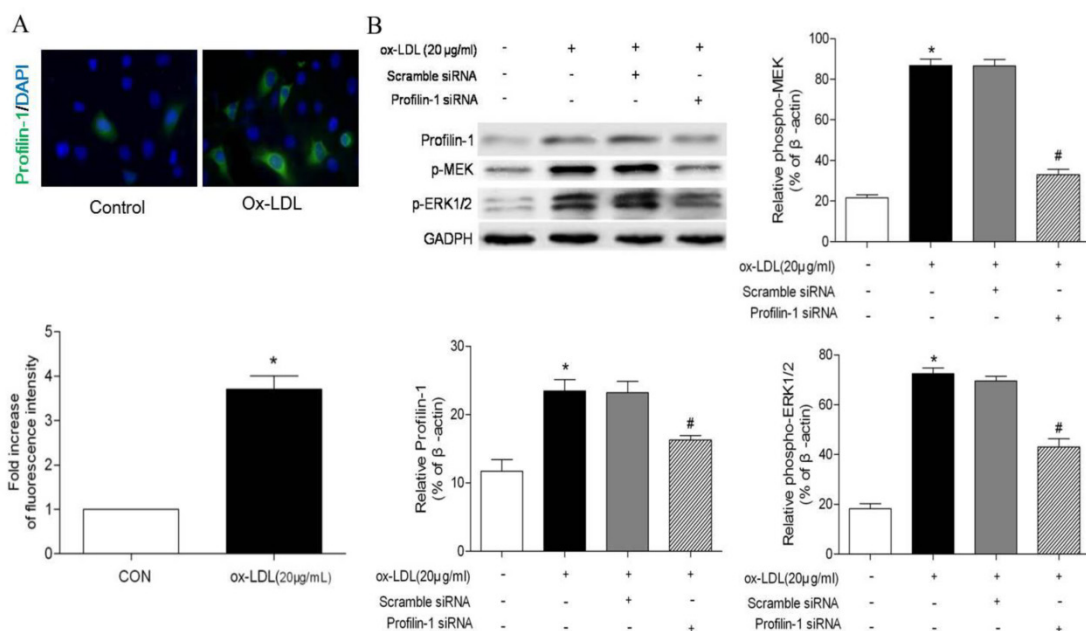 A
Profilin-1/DAPI
Control
Ox-LDL
B
ox-LDL (20 μg/ml) - + + +
Scramble siRNA - - + -
Profilin-1 siRNA - - - +
Profilin-1
p-MEK
p-ERK1/2
GADPH
Relative phospho-MEK
(% of β -actin)
100
80
60
40
20
0
*
#
ox-LDL(20μg/ml) - + + +
Scramble siRNA - - + -
Profilin-1 siRNA - - - +
Fold increase
of fluorescence intensity
5
4
3
2
1
0
*
CON
ox-LDL(20μg/mL)
Relative Profilin-1
(% of β -actin)
30
20
10
0
*
#
ox-LDL(20μg/ml) - + + +
Scramble siRNA - - + -
Profilin-1 siRNA - - - +
Relative phospho-ERK1/2
(% of β -actin)
80
60
40
20
0
*
#
ox-LDL(20μg/ml) - + + +
Scramble siRNA - - + -
Profilin-1 siRNA - - - +